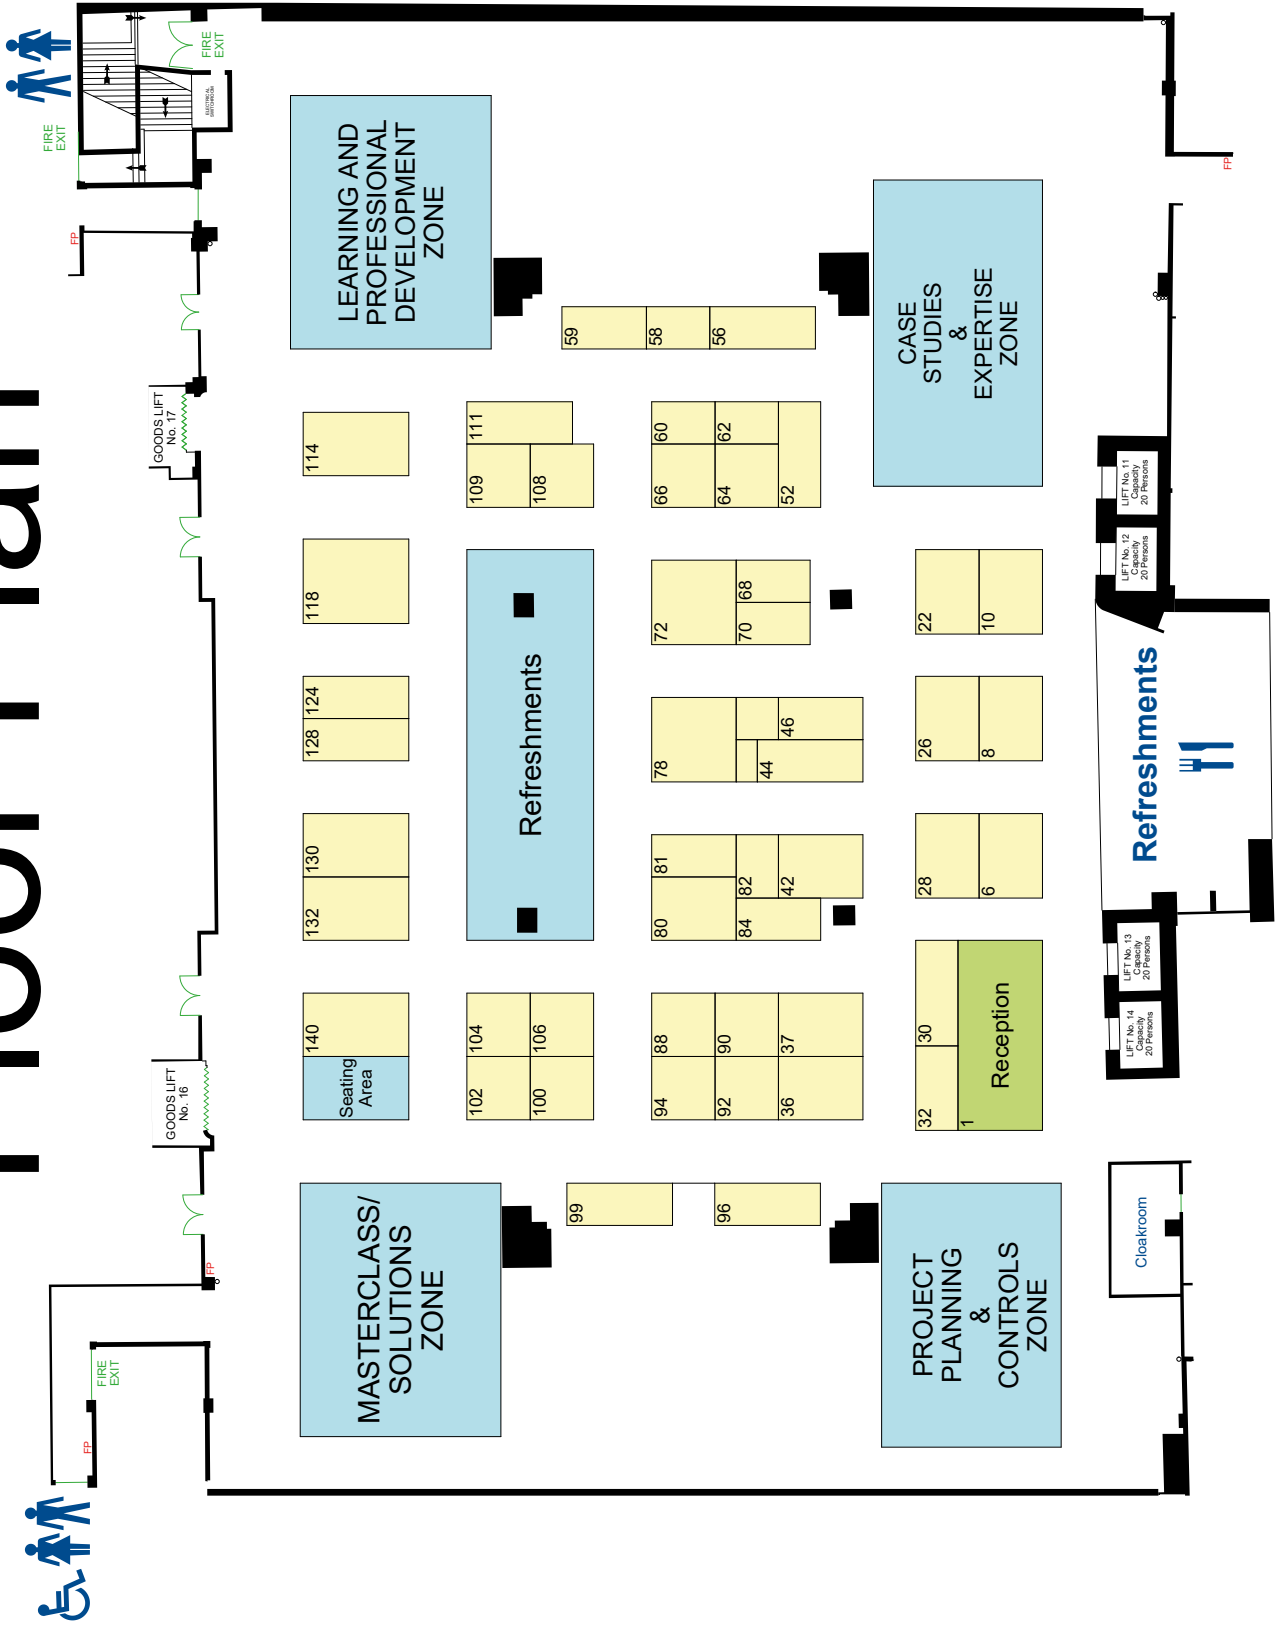 Floor Plan
FIRE
EXIT
FP
FP
FIRE
EXIT
GOODS LIFT
No. 16
GOODS LIFT
No. 17
FP
FIRE
EXIT
ELECTRICAL
SWITCHROOM
MASTERCLASS/
SOLUTIONS
ZONE
Seating
Area
140
132
130
128
124
118
114
LEARNING AND
PROFESSIONAL
DEVELOPMENT
ZONE
102
104
100
106
Refreshments
109
111
108
99
96
94
88
92
90
36
37
80
81
84
82
42
78
44
46
72
70
68
66
60
64
62
52
59
58
56
PROJECT
PLANNING
&
CONTROLS
ZONE
32
30
1
Reception
28
6
26
8
22
10
CASE
STUDIES
&
EXPERTISE
ZONE
Cloakroom
LIFT No. 14
Capacity
20 Persons
LIFT No. 13
Capacity
20 Persons
Refreshments
LIFT No. 12
Capacity
20 Persons
LIFT No. 11
Capacity
20 Persons
FP